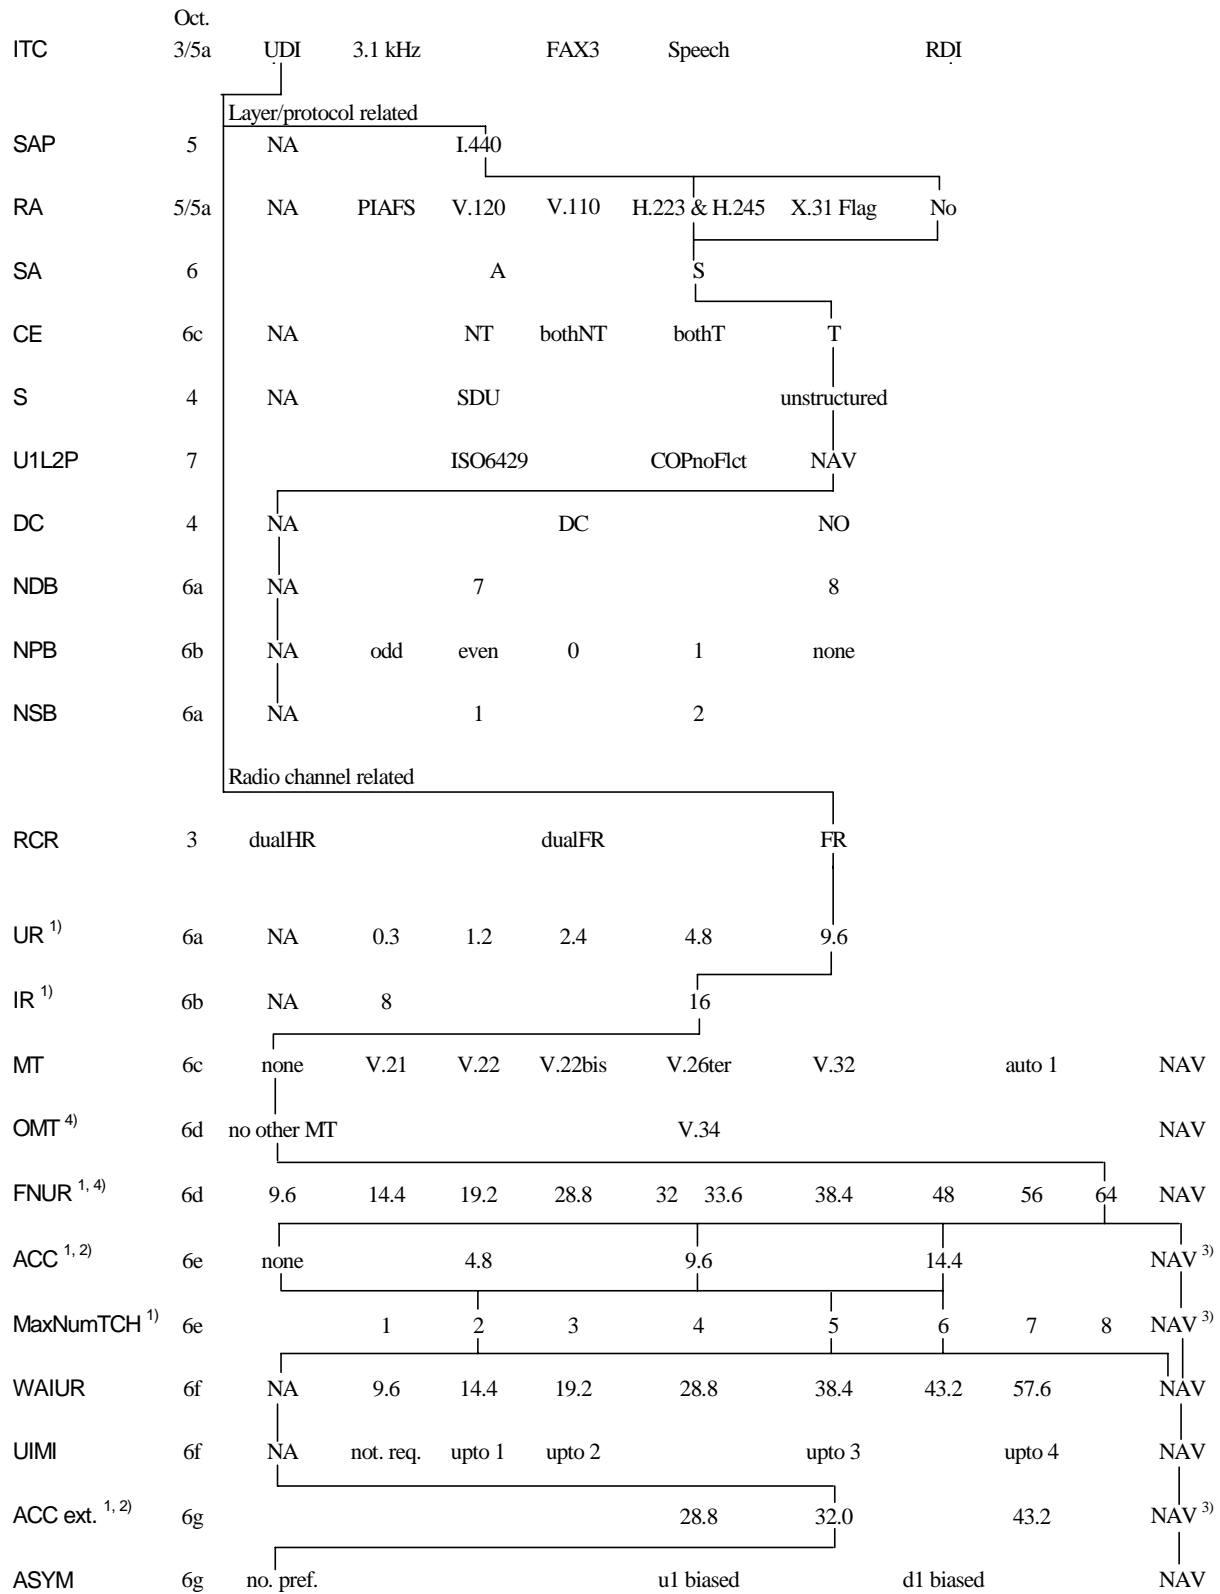 Oct.
ITC 3/5a UDI 3.1 kHz FAX3 Speech RDI
Layer/protocol related
SAP 5 NA I.440
RA 5/5a NA PIAFS V.120 V.110 H.223 & H.245 X.31 Flag No
SA 6 A S
CE 6c NA NT bothNT bothT T
S 4 NA SDU unstructured
U1L2P 7 ISO6429 COPnoFlct NAV
DC 4 NA DC NO
NDB 6a NA 7 8
NPB 6b NA odd even 0 1 none
NSB 6a NA 1 2
Radio channel related
RCR 3 dualHR dualFR FR
UR 1) 6a NA 0.3 1.2 2.4 4.8 9.6
IR 1) 6b NA 8 16
MT 6c none V.21 V.22 V.22bis V.26ter V.32 auto 1 NAV
OMT 4) 6d no other MT V.34 NAV
FNUR 1, 4) 6d 9.6 14.4 19.2 28.8 32 33.6 38.4 48 56 64 NAV
ACC 1, 2) 6e none 4.8 9.6 14.4 NAV 3)
MaxNumTCH 1) 6e 1 2 3 4 5 6 7 8 NAV 3)
WAIUR 6f NA 9.6 14.4 19.2 28.8 38.4 43.2 57.6 NAV
UIMI 6f NA not. req. upto 1 upto 2 upto 3 upto 4 NAV
ACC ext. 1, 2) 6g 28.8 32.0 43.2 NAV 3)
ASYM 6g no. pref. u1 biased d1 biased NAV